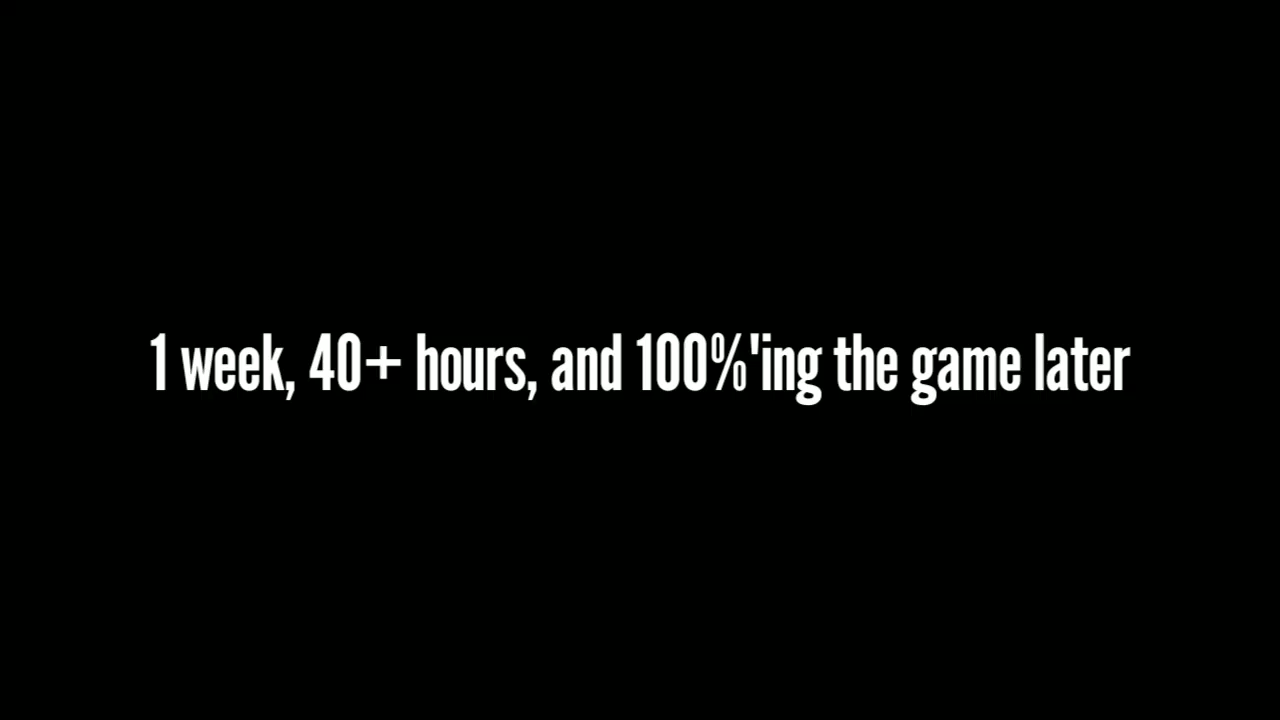 1 week, 40+ hours, and 100%'ing the game later